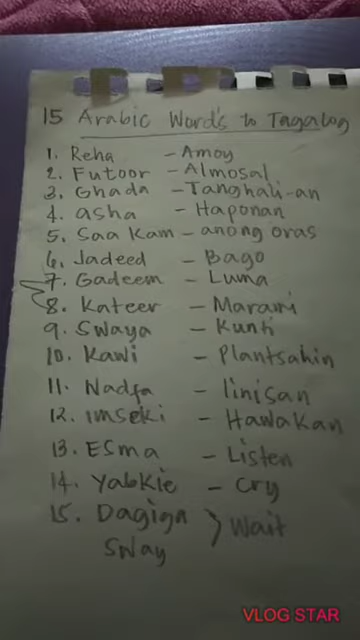 15 Arabic Words to Tagalog
1. Reha - Amoy
2. Futoor - Almosal
3. Ghada - Tanghali-an
4. asha - Haponan
5. Saa Kam - anong oras
6. Jadeed - Bago
7. Gadeem - Luma
8. Kateer - Marami
9. Swaya - Kunti
10. Kawi - Plantsahin
11. Nadfa - linisan
12. imseki - Hawakan
13. Esma - Listen
14. Yabkie - Cry
15. Dagiga } Wait
Sway
VLOG STAR